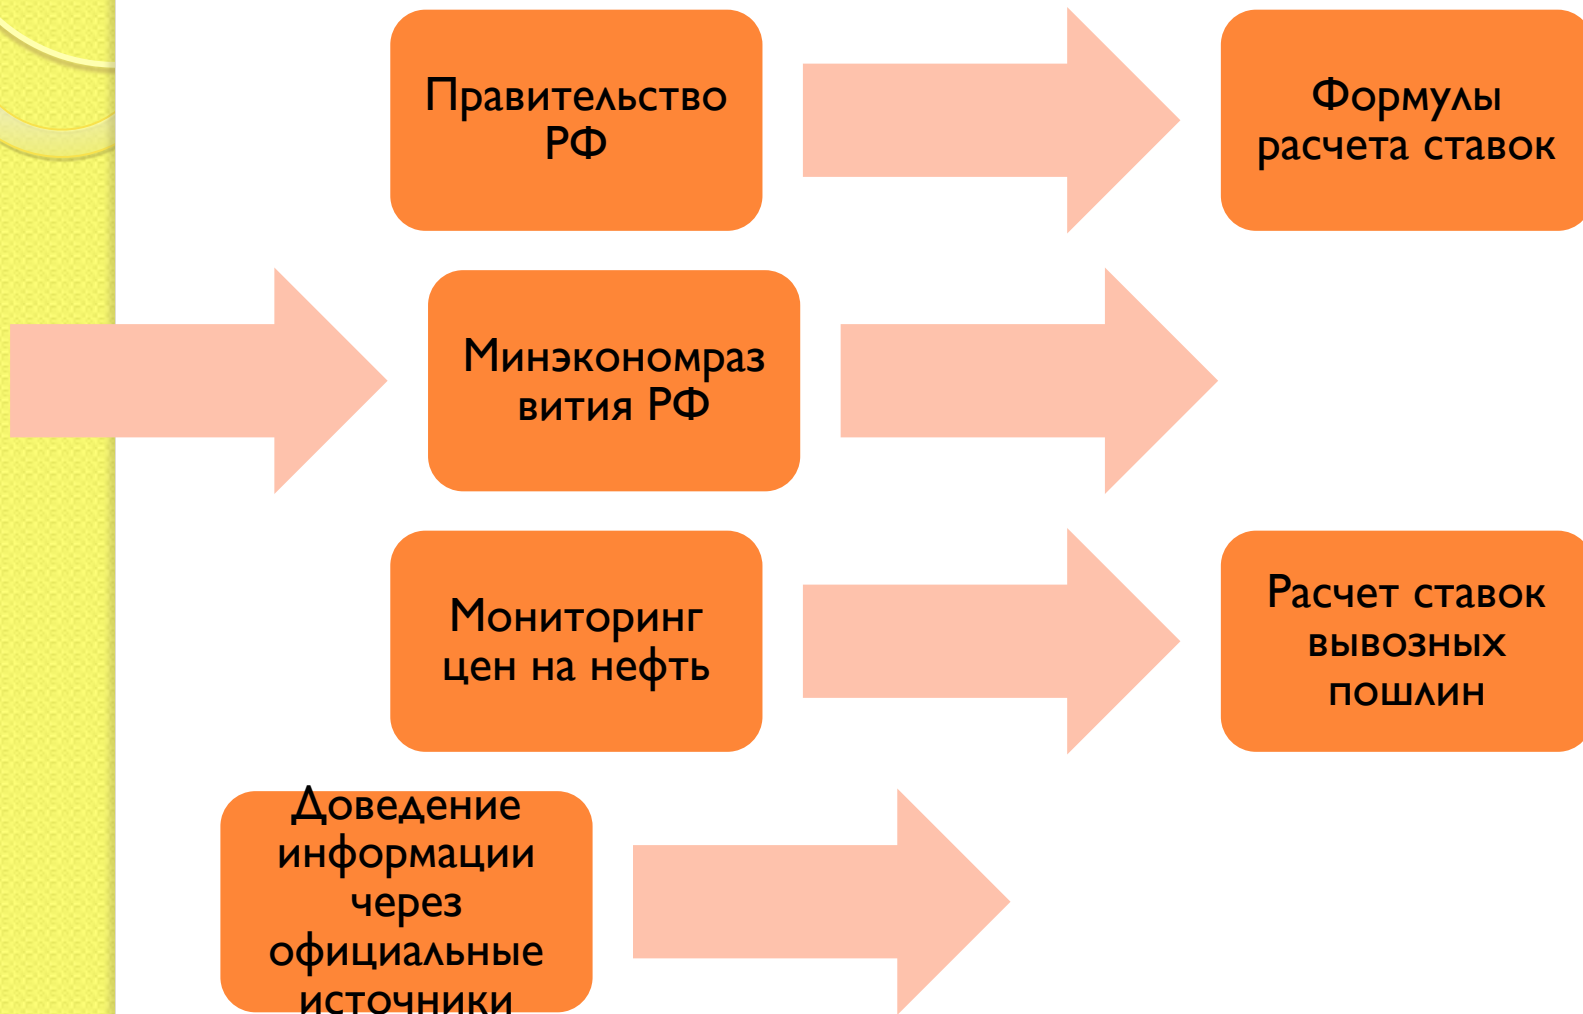 Правительство
РФ
Формулы
расчета ставок
Минэкономраз
вития РФ
Мониторинг
цен на нефть
Расчет ставок
вывозных
пошлин
Доведение
информации
через
официальные
источники